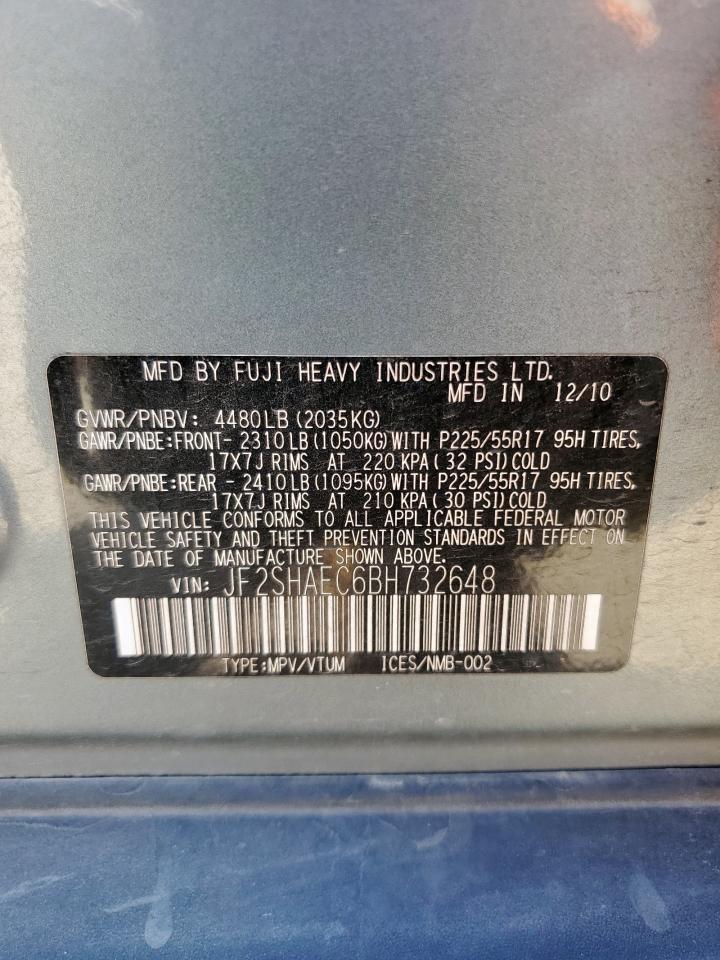 MFD BY FUJI HEAVY INDUSTRIES LTD.
MFD IN 12/10
GVWR/PNBV: 4480LB (2035KG)
GAWR/PNBE:FRONT- 2310LB(1050KG)WITH P225/55R17 95H TIRES,
17X7J RIMS AT 220 KPA( 32 PSI)COLD
GAWR/PNBE:REAR - 2410LB(1095KG)WITH P225/55R17 95H TIRES,
17X7J RIMS AT 210 KPA( 30 PSI)COLD
THIS VEHICLE CONFORMS TO ALL APPLICABLE FEDERAL MOTOR
VEHICLE SAFETY AND THEFT PREVENTION STANDARDS IN EFFECT ON
THE DATE OF MANUFACTURE SHOWN ABOVE.
VIN: JF2SHAEC6BH732648
TYPE:MPV/VTUM ICES/NMB-002